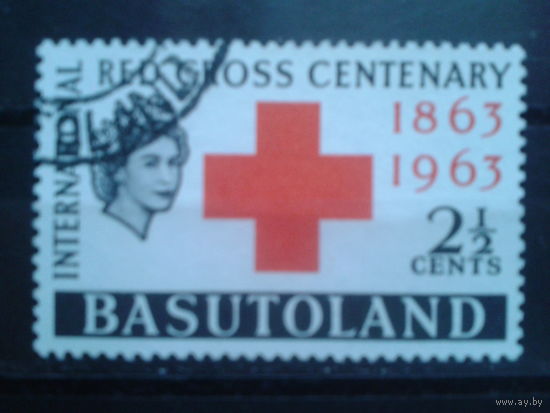 INTERNATIONAL
RED CROSS CENTENARY
1863
1963
2½
CENTS
BASUTOLAND
www.ay.by